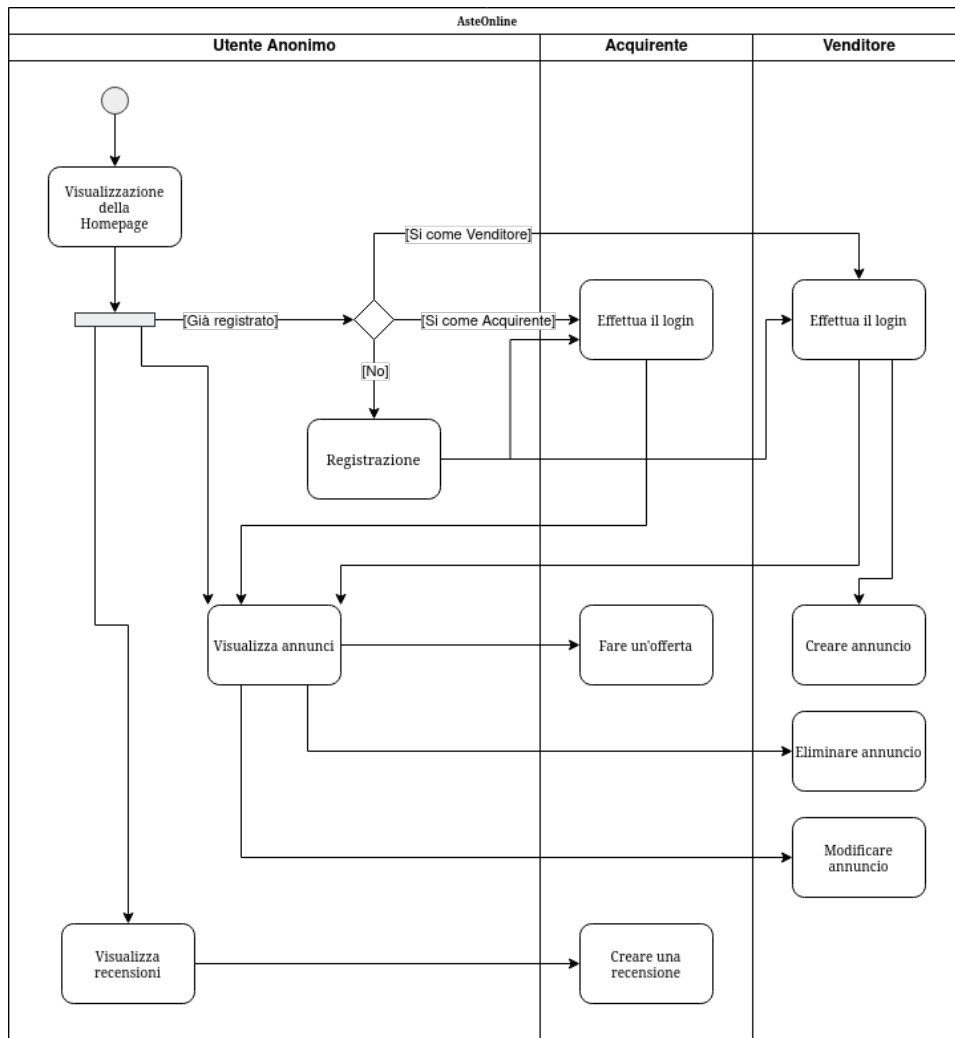 AsteOnline
Utente Anonimo
Acquirente
Venditore
Visualizzazione
della
Homepage
[Si come Venditore]
[Già registrato]
[Si come Acquirente]
Effettua il login
Effettua il login
[No]
Registrazione
Visualizza annunci
Fare un'offerta
Creare annuncio
Eliminare annuncio
Modificare
annuncio
Visualizza
recensioni
Creare una
recensione